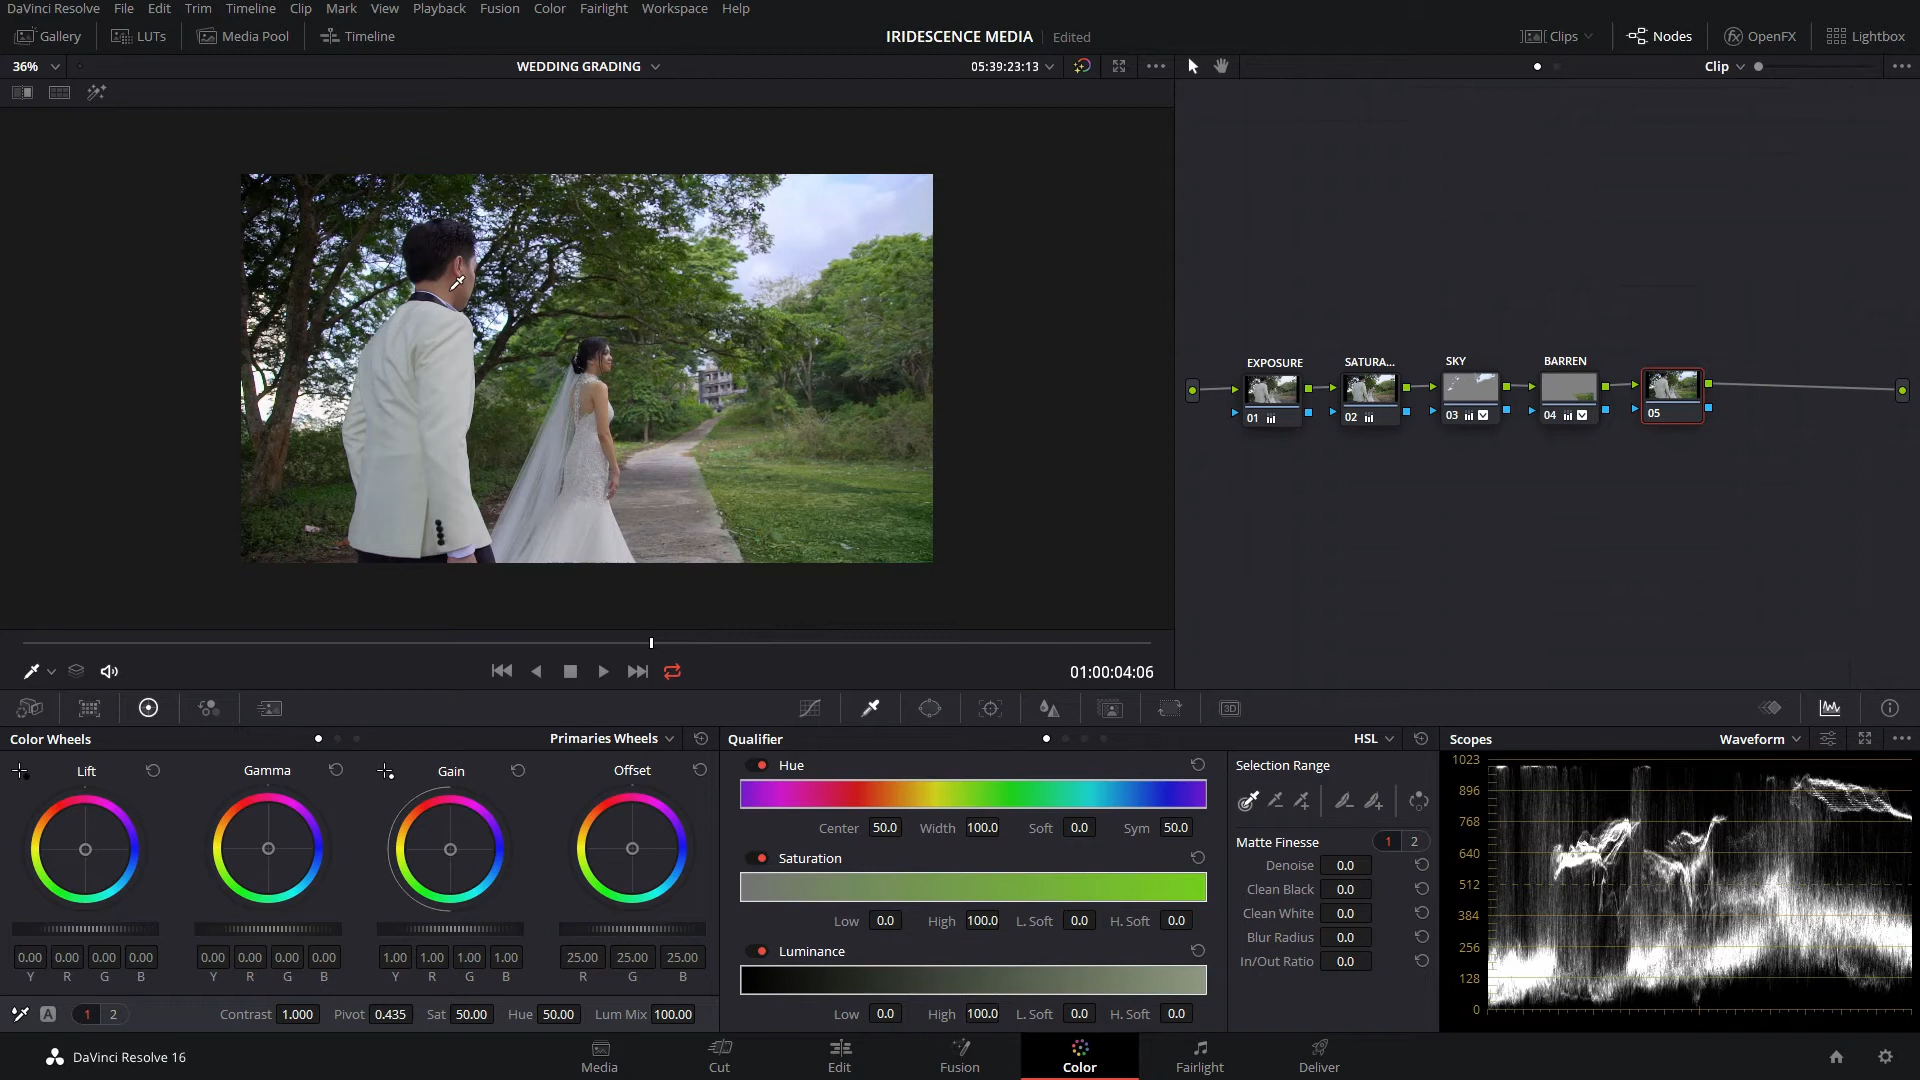 DaVinci Resolve File Edit Trim Timeline Clip Mark View Playback Fusion Color Fairlight Workspace Help
Gallery LUTs Media Pool Timeline IRIDESCENCE MEDIA Edited Clips Nodes OpenFX Lightbox
36% WEDDING GRADING 05:39:23:13 Clip
EXPOSURE SATURA... SKY BARREN
01 02 03 04 05
01:00:04:06
3D
Color Wheels Primaries Wheels
Lift Gamma Gain Offset
0.00 0.00 0.00 0.00 0.00 0.00 0.00 0.00 1.00 1.00 1.00 1.00 25.00 25.00 25.00
Y R G B Y R G B Y R G B R G B
A 1 2 Contrast 1.000 Pivot 0.435 Sat 50.00 Hue 50.00 Lum Mix 100.00
Qualifier HSL
Hue
Center 50.0 Width 100.0 Soft 0.0 Sym 50.0
Saturation
Low 0.0 High 100.0 L. Soft 0.0 H. Soft 0.0
Luminance
Low 0.0 High 100.0 L. Soft 0.0 H. Soft 0.0
Selection Range
Matte Finesse 1 2
Denoise 0.0
Clean Black 0.0
Clean White 0.0
Blur Radius 0.0
In/Out Ratio 0.0
Scopes Waveform
1023
896
768
640
512
384
256
128
0
DaVinci Resolve 16
Media Cut Edit Fusion Color Fairlight Deliver